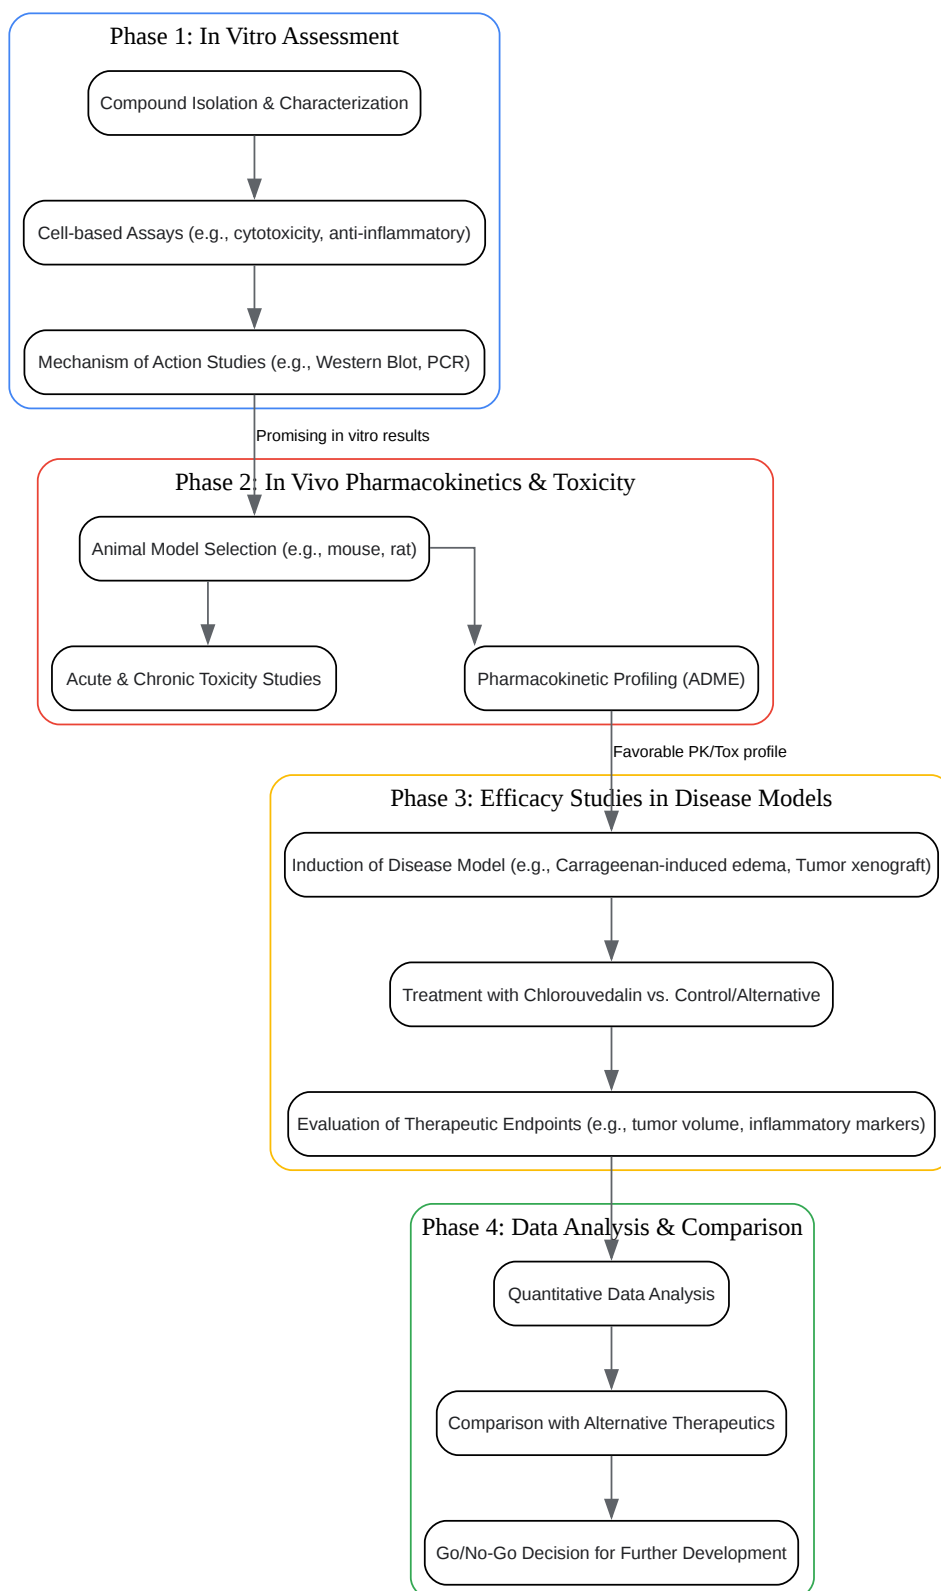 Phase 1: In Vitro Assessment
Compound Isolation & Characterization
Cell-based Assays (e.g., cytotoxicity, anti-inflammatory)
Mechanism of Action Studies (e.g., Western Blot, PCR)
Promising in vitro results
Phase 2: In Vivo Pharmacokinetics & Toxicity
Animal Model Selection (e.g., mouse, rat)
Acute & Chronic Toxicity Studies
Pharmacokinetic Profiling (ADME)
Favorable PK/Tox profile
Phase 3: Efficacy Studies in Disease Models
Induction of Disease Model (e.g., Carrageenan-induced edema, Tumor xenograft)
Treatment with Chlorouvedalin vs. Control/Alternative
Evaluation of Therapeutic Endpoints (e.g., tumor volume, inflammatory markers)
Phase 4: Data Analysis & Comparison
Quantitative Data Analysis
Comparison with Alternative Therapeutics
Go/No-Go Decision for Further Development